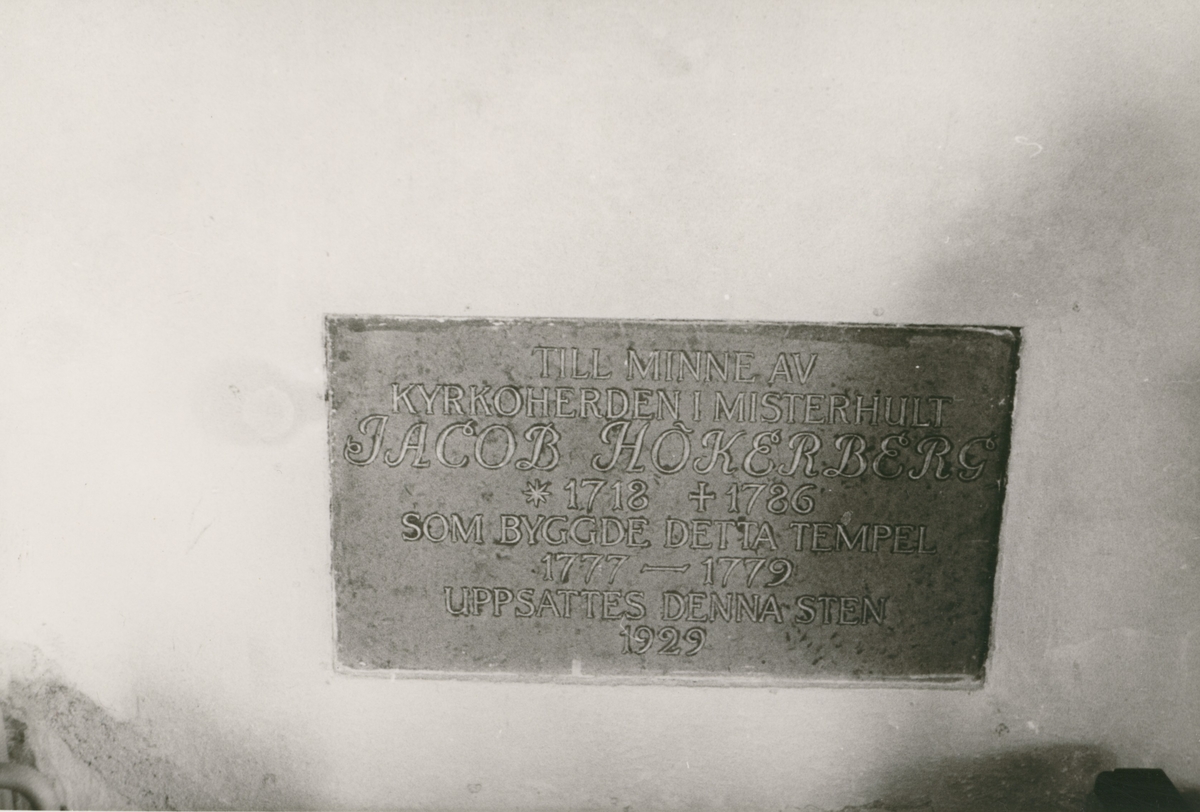 TILL MINNE AV
KYRKOHERDEN I MISTERHULT
JACOB HÖKERBERG
* 1718 † 1786
SOM BYGGDE DETTA TEMPEL
1777 — 1779
UPPSATTES DENNA STEN
1929